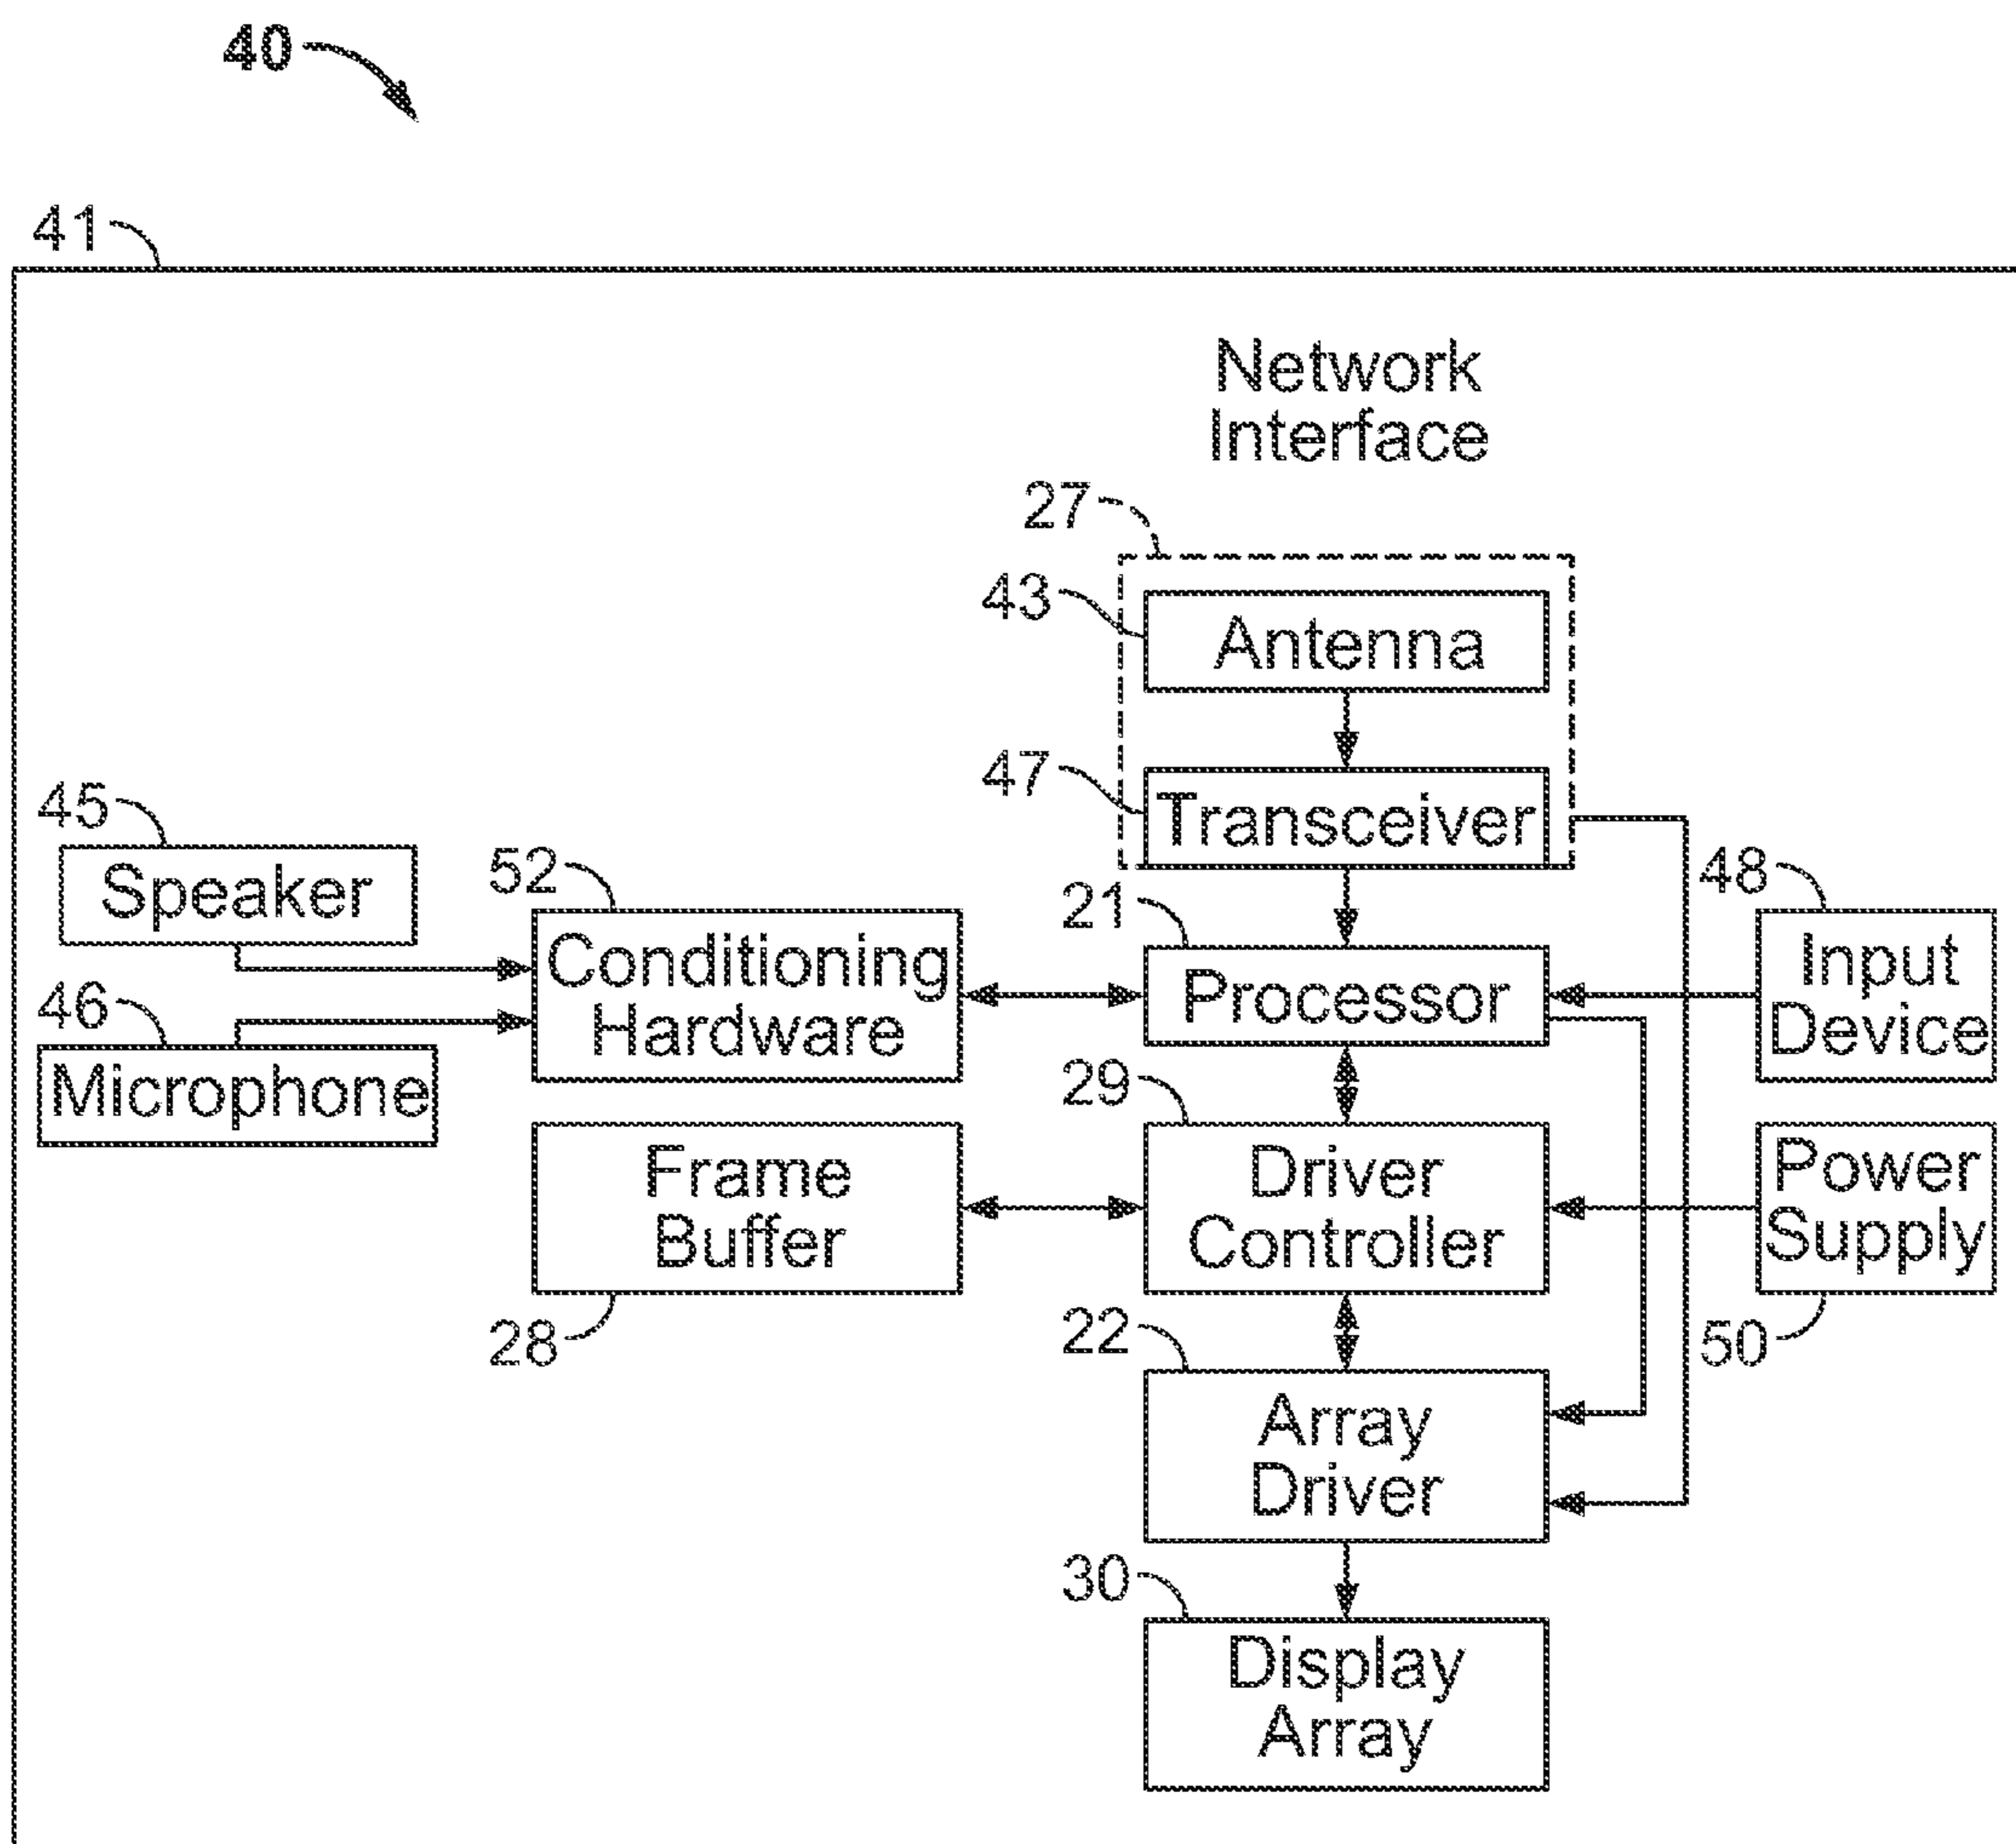 40
41
Network
Interface
27
43
Antenna
47
Transceiver
45
Speaker
52
Conditioning
Hardware
21
Processor
48
Input
Device
46
Microphone
29
Frame
Buffer
28
Driver
Controller
Power
Supply
50
22
Array
Driver
30
Display
Array